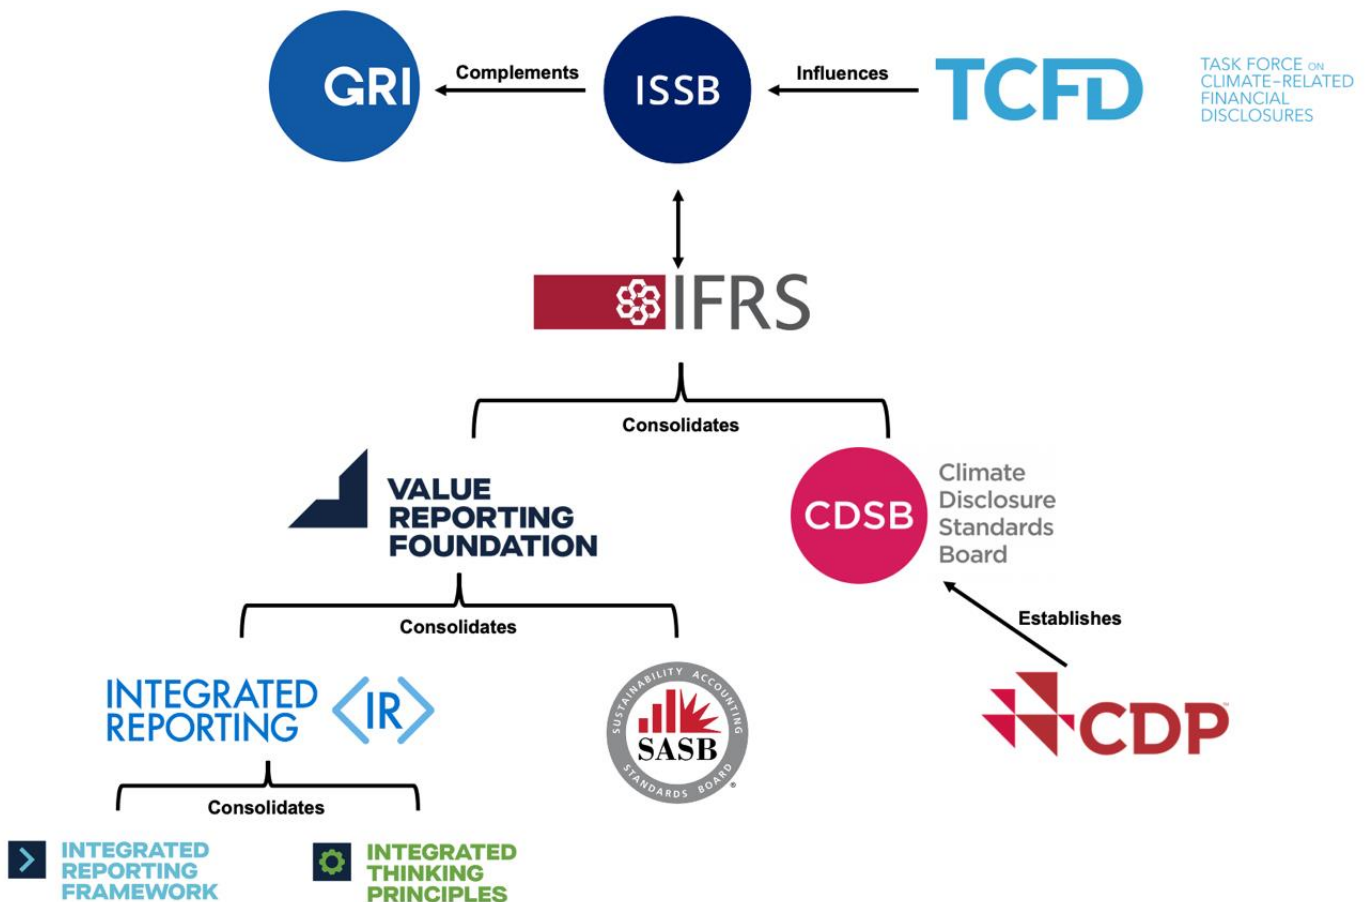 GRI
Complements
ISSB
Influences
TCFD
TASK FORCE ON
CLIMATE-RELATED
FINANCIAL
DISCLOSURES
IFRS
Consolidates
VALUE
REPORTING
FOUNDATION
CDSB
Climate
Disclosure
Standards
Board
Consolidates
Establishes
INTEGRATED
REPORTING
<IR>
SUSTAINABILITY ACCOUNTING
SASB
STANDARDS BOARD
®
CDP™
Consolidates
INTEGRATED
REPORTING
FRAMEWORK
INTEGRATED
THINKING
PRINCIPLES